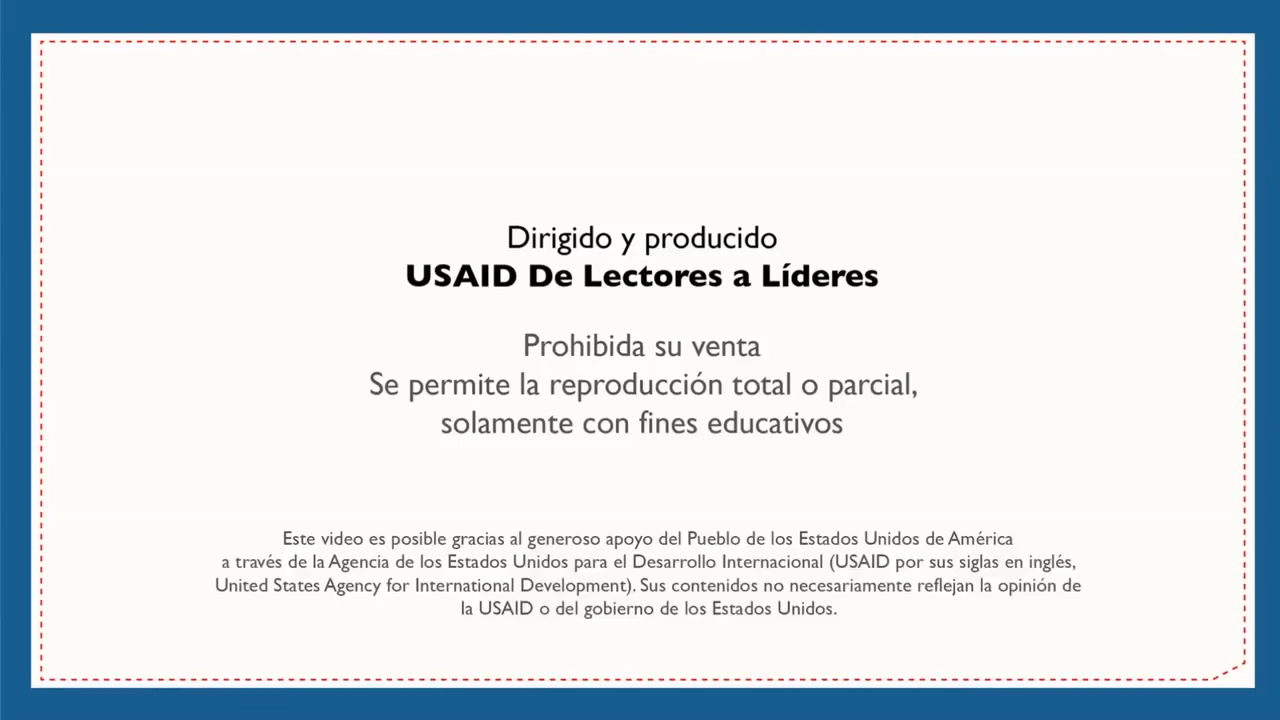 Dirigido y producido
USAID De Lectores a Líderes
Prohibida su venta
Se permite la reproducción total o parcial,
solamente con fines educativos
Este video es posible gracias al generoso apoyo del Pueblo de los Estados Unidos de América
a través de la Agencia de los Estados Unidos para el Desarrollo Internacional (USAID por sus siglas en inglés,
United States Agency for International Development). Sus contenidos no necesariamente reflejan la opinión de
la USAID o del gobierno de los Estados Unidos.